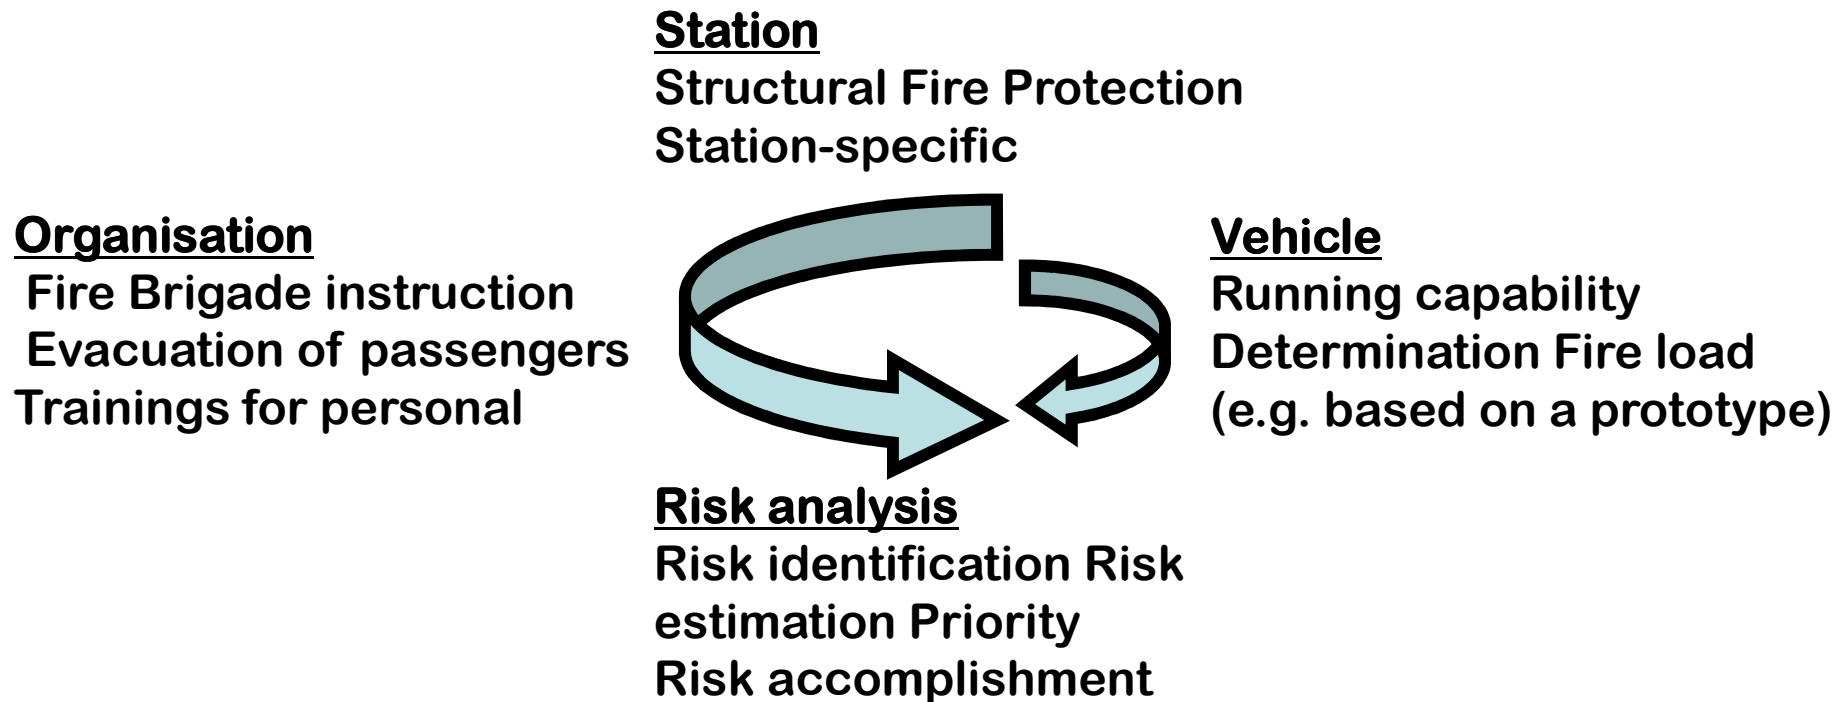 Station
Structural Fire Protection
Station-specific
Organisation
Fire Brigade instruction
Evacuation of passengers
Trainings for personal
Vehicle
Running capability
Determination Fire load
(e.g. based on a prototype)
Risk analysis
Risk identification Risk
estimation Priority
Risk accomplishment